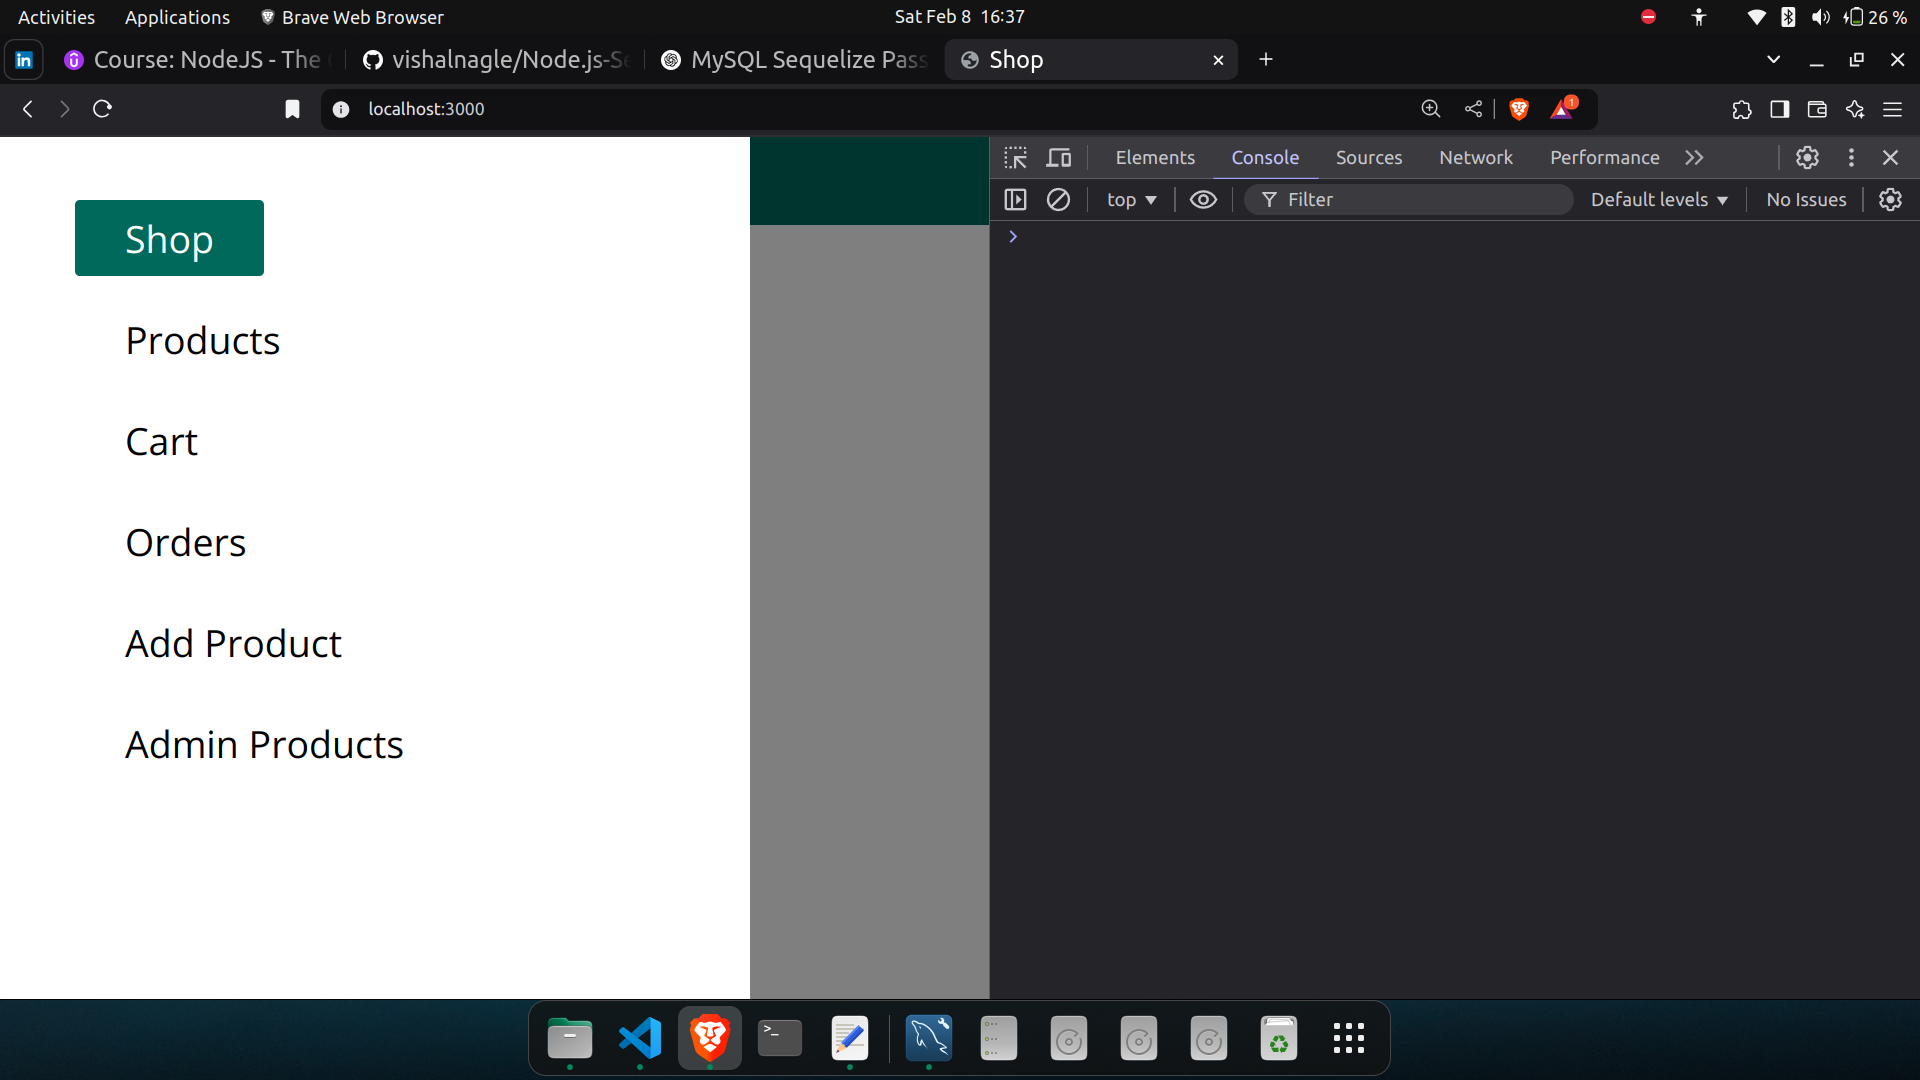 Activities Applications Brave Web Browser Sat Feb 8 16:37 26 %
in Course: NodeJS - The vishalnagle/Node.js-Se MySQL Sequelize Pass Shop
localhost:3000 1
Elements Console Sources Network Performance
top Filter Default levels No Issues
Shop
Products
Cart
Orders
Add Product
Admin Products
>_